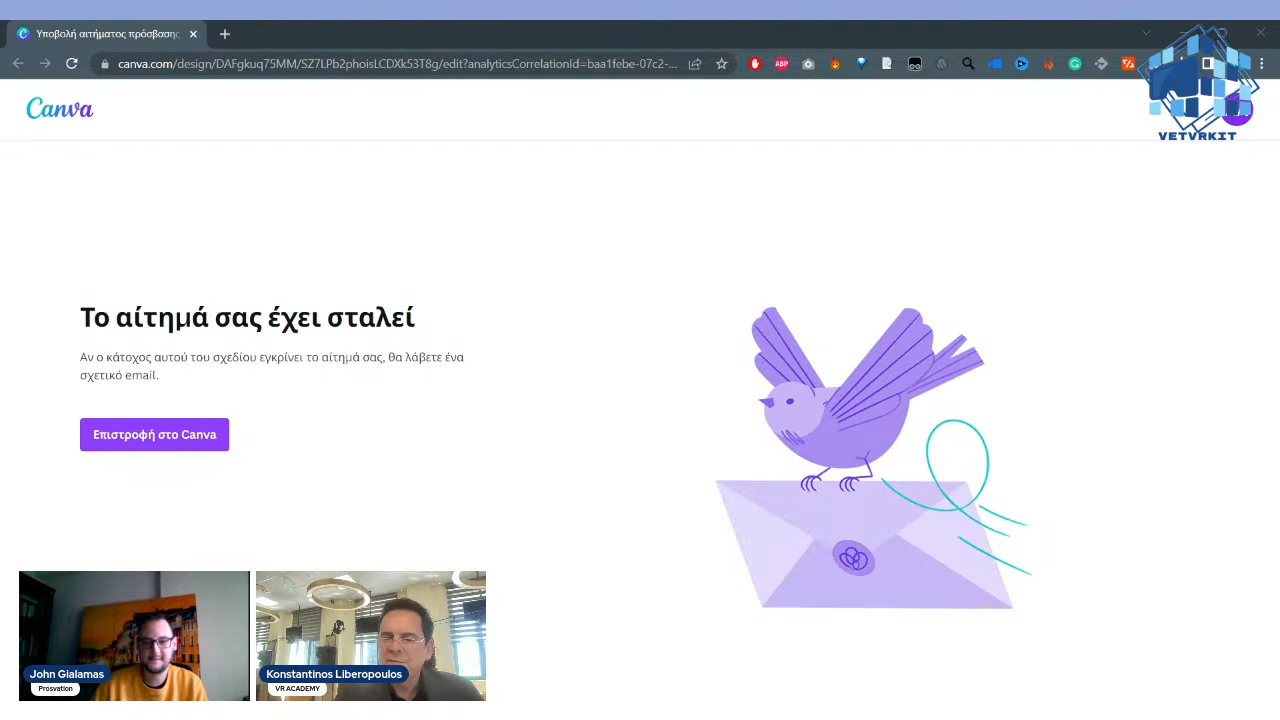 Υποβολή αιτήματος πρόσβασης
canva.com/design/DAFgkuq75MM/SZ7LPb2phoisLCDXk53T8g/edit?analyticsCorrelationId=baa1febe-07c2-...
ABP
Canva
VETVRKIT
Το αίτημά σας έχει σταλεί
Αν ο κάτοχος αυτού του σχεδίου εγκρίνει το αίτημά σας, θα λάβετε ένα
σχετικό email.
Επιστροφή στο Canva
John Gialamas
Prosvation
Konstantinos Liberopoulos
VR ACADEMY